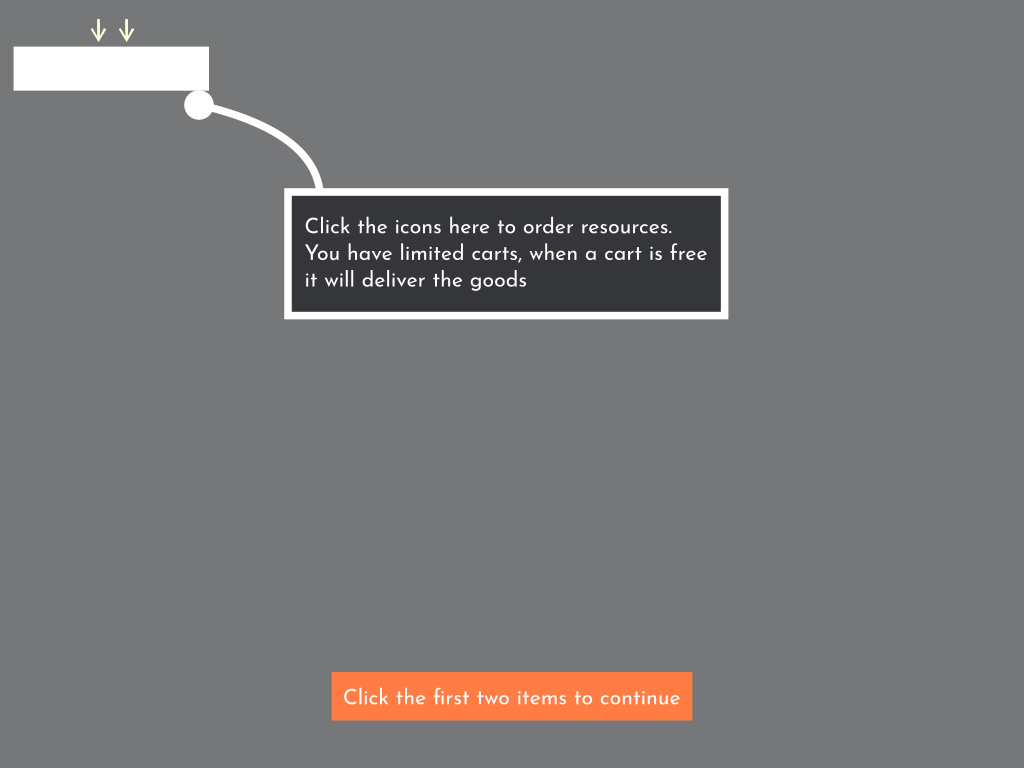 Click the icons here to order resources.
You have limited carts, when a cart is free
it will deliver the goods
Click the first two items to continue